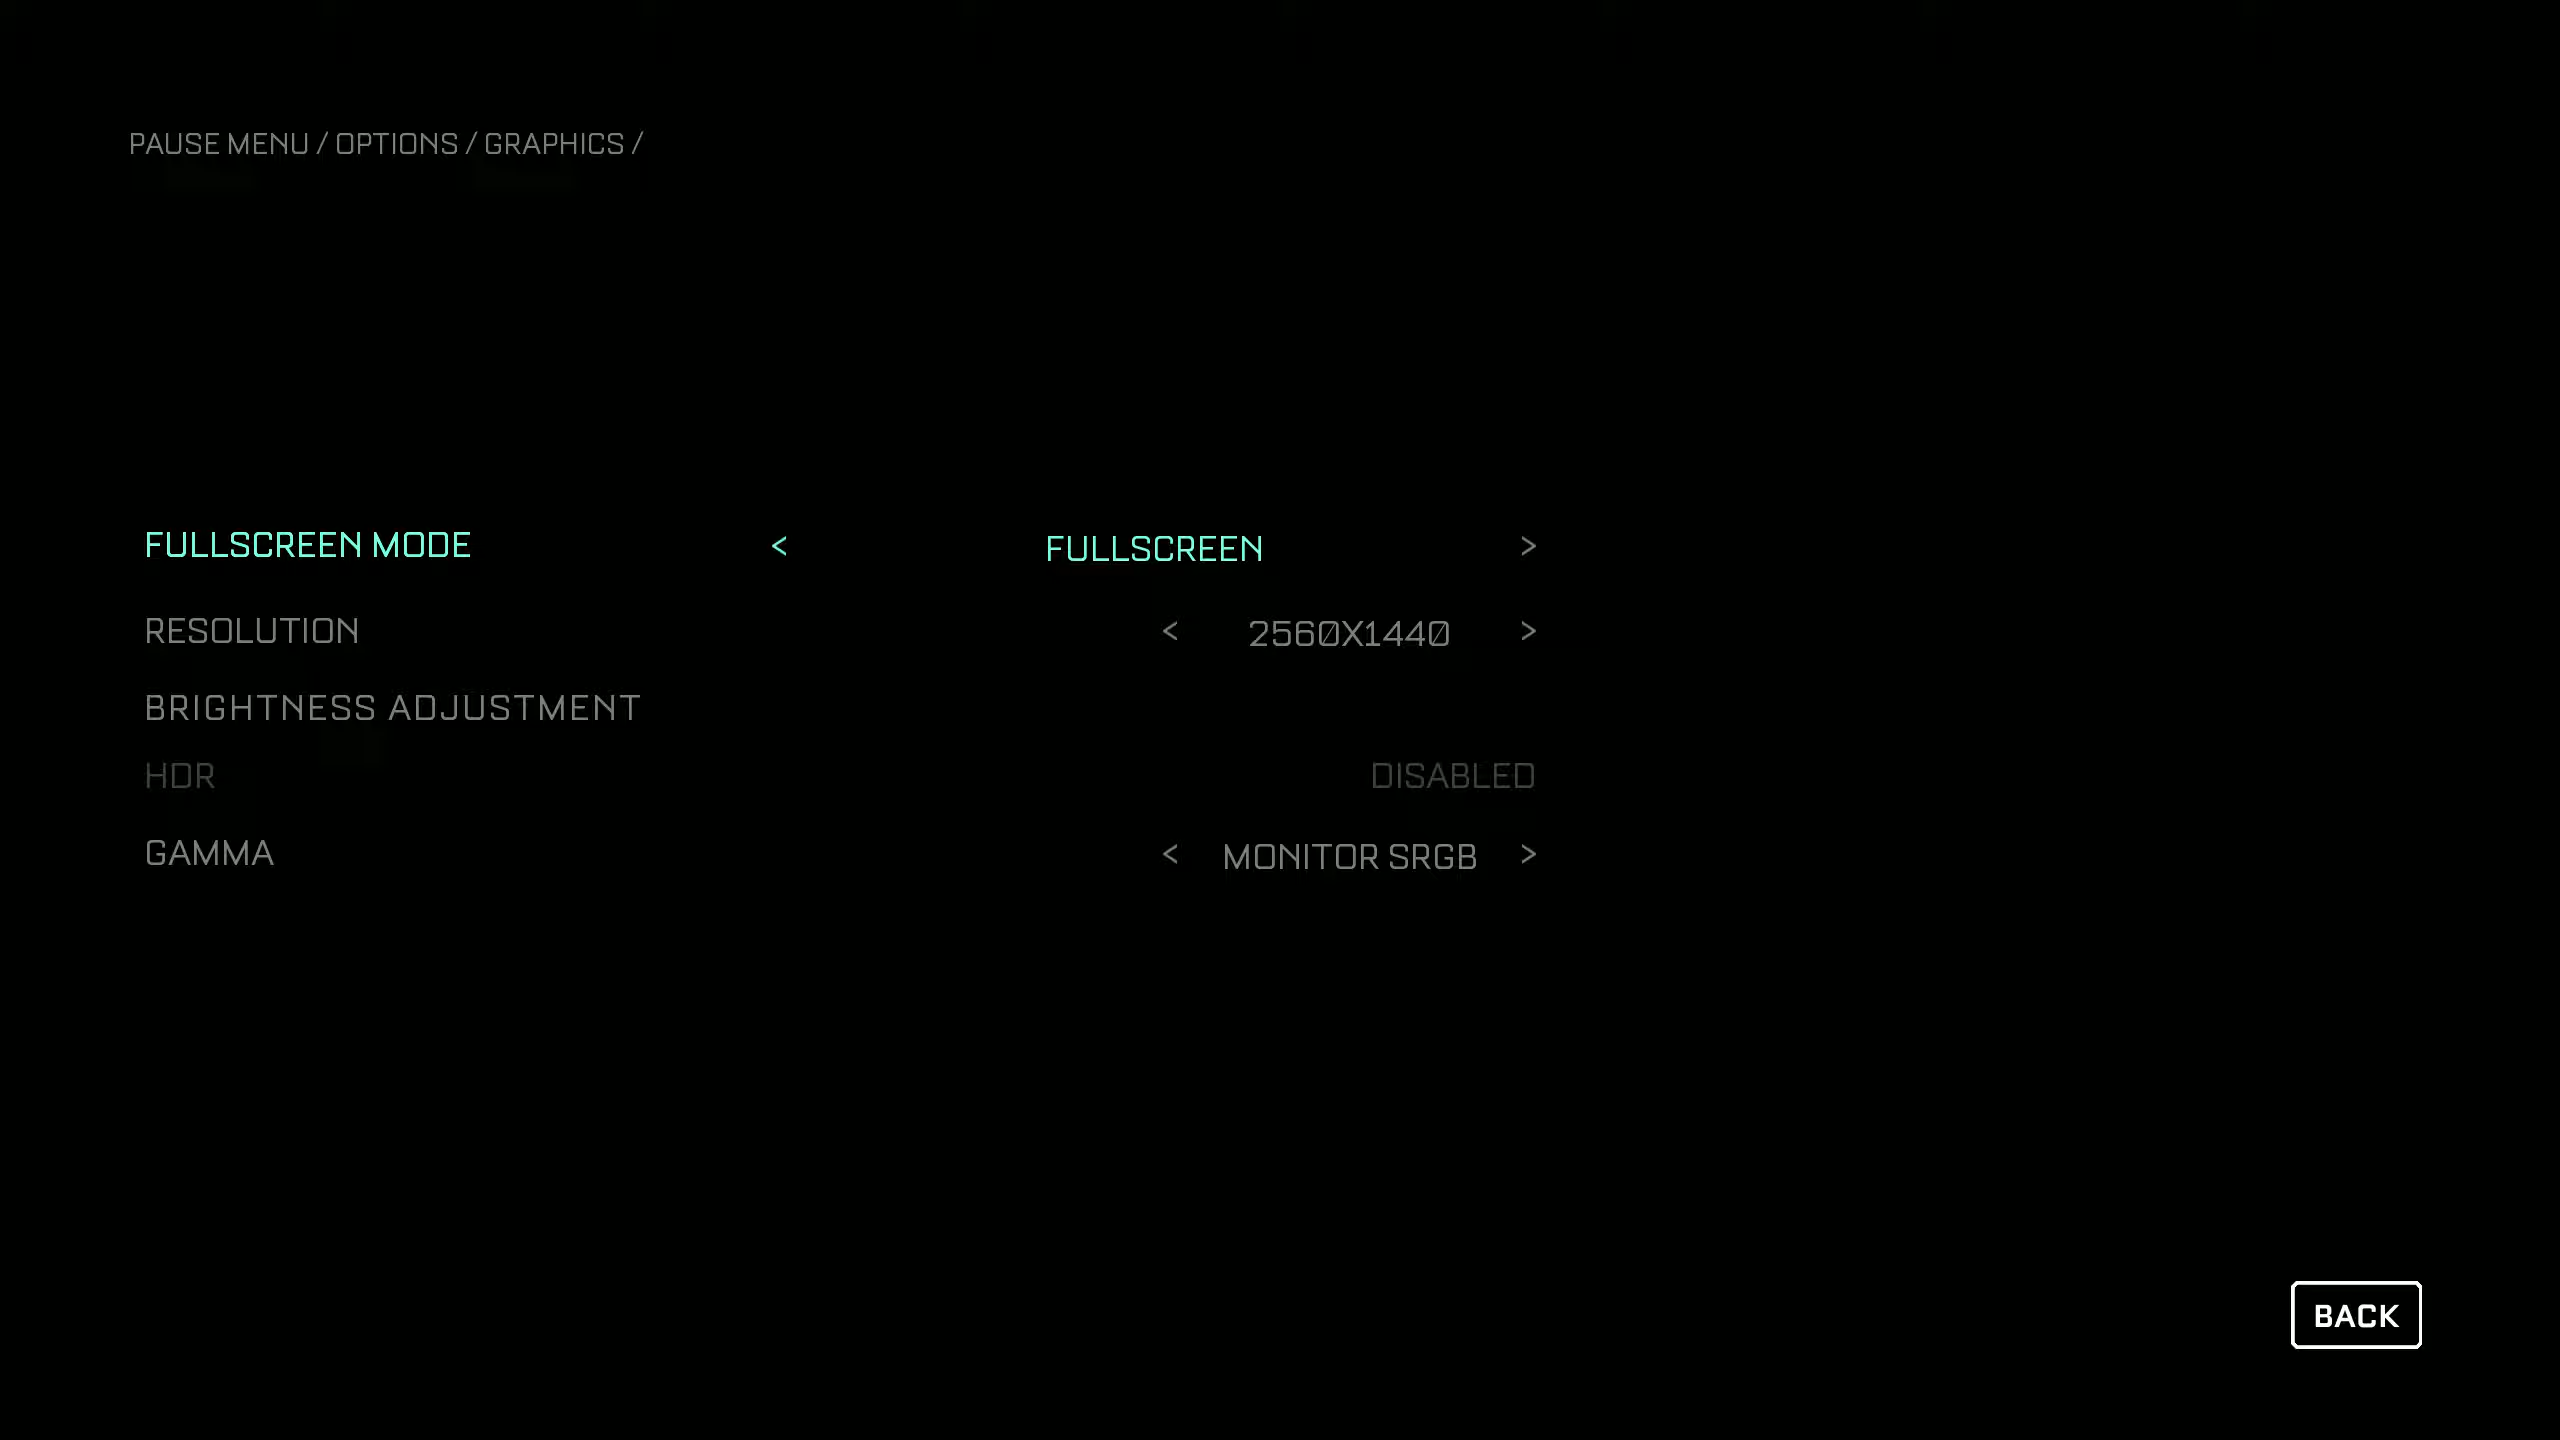 PAUSE MENU / OPTIONS / GRAPHICS /
FULLSCREEN MODE < FULLSCREEN >
RESOLUTION < 2560X1440 >
BRIGHTNESS ADJUSTMENT
HDR DISABLED
GAMMA < MONITOR SRGB >
BACK